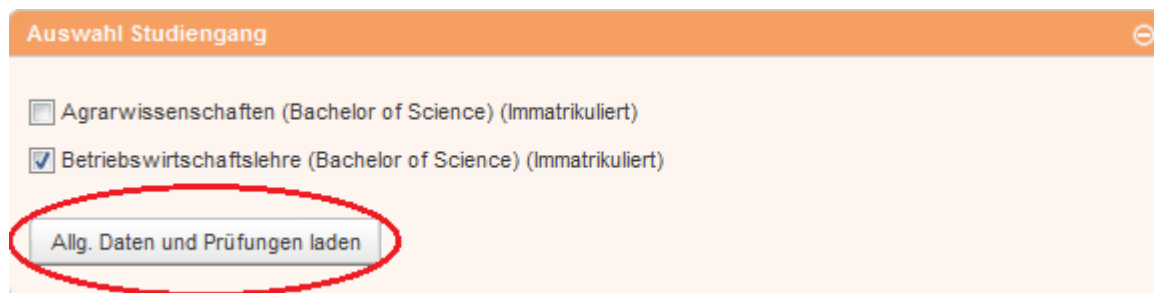 Auswahl Studiengang
Agrarwissenschaften (Bachelor of Science) (Immatrikuliert)
Betriebswirtschaftslehre (Bachelor of Science) (Immatrikuliert)
Allg. Daten und Prüfungen laden